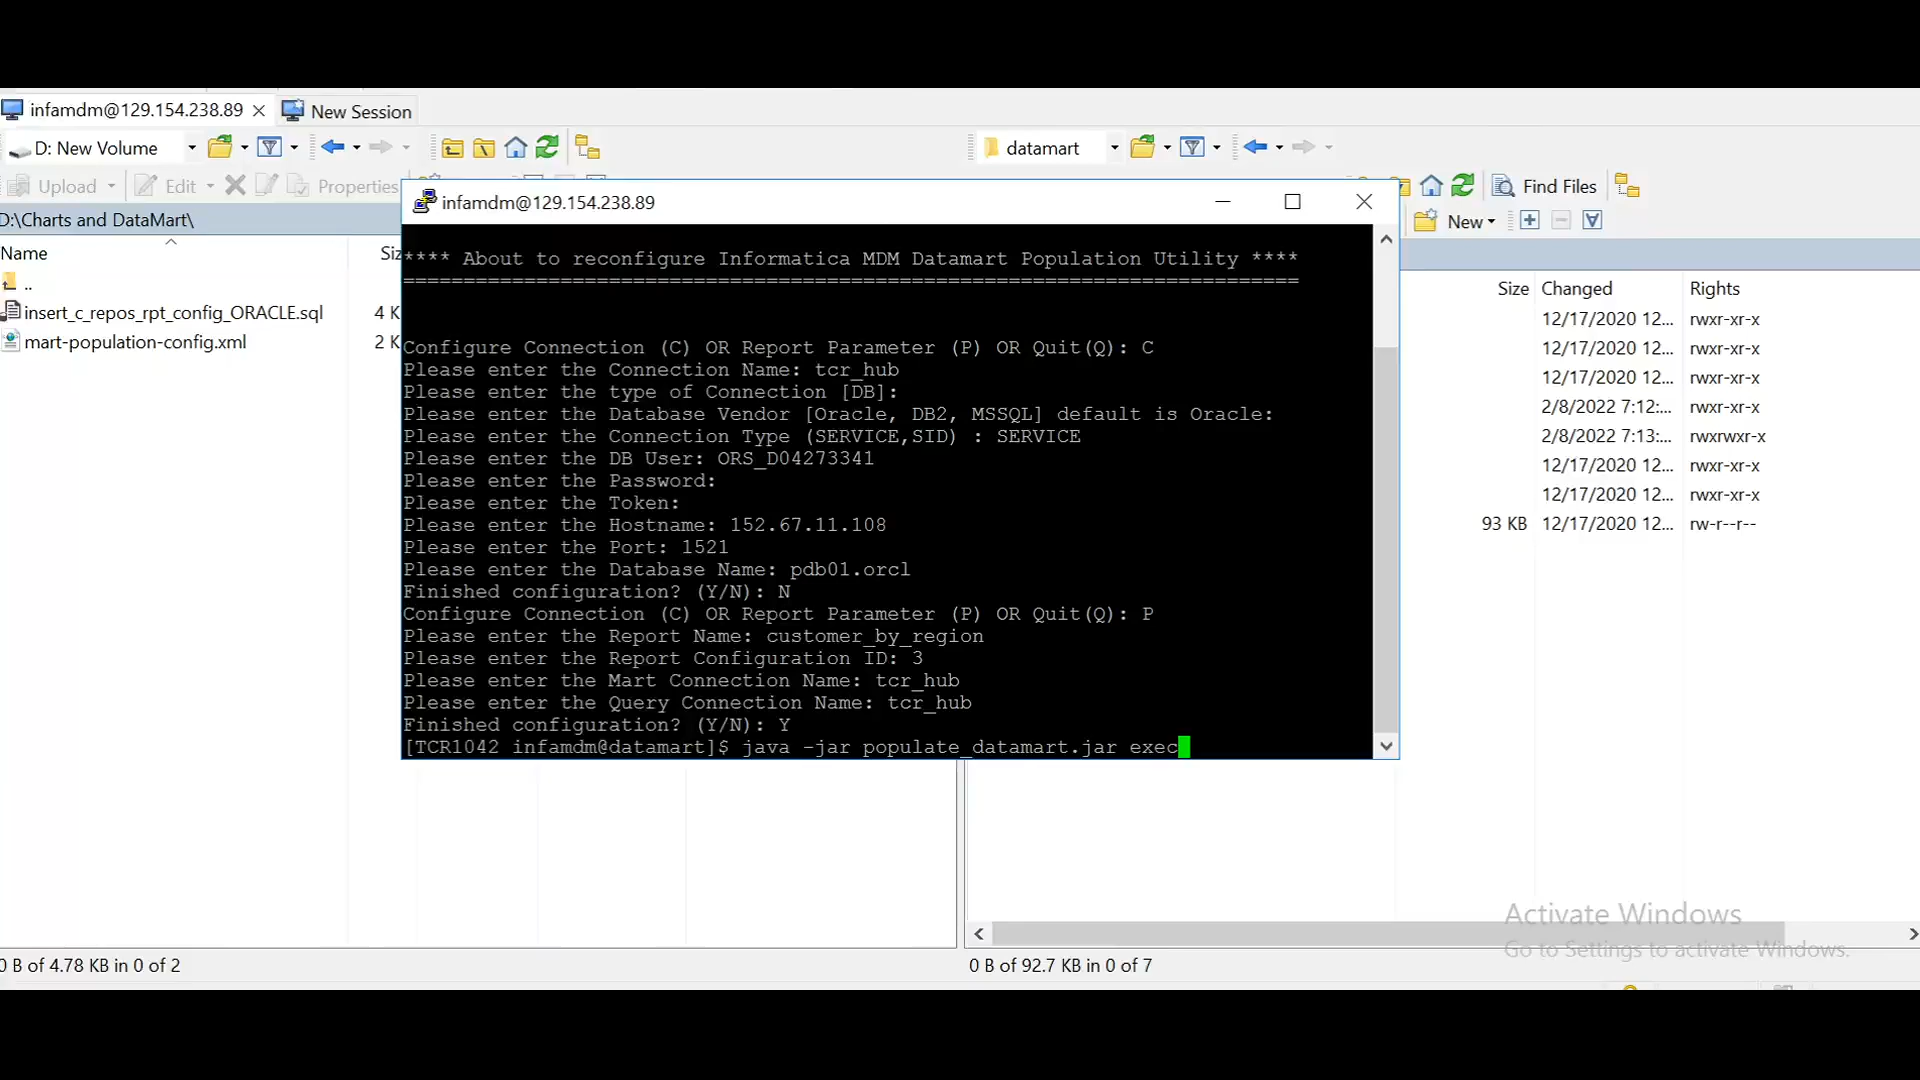 infamdm@129.154.238.89
New Session
D: New Volume
datamart
Upload
Edit
Properties
Find Files
D:\Charts and DataMart\
New
Name
Siz
..
insert_c_repos_rpt_config_ORACLE.sql
4 K
mart-population-config.xml
2 K
infamdm@129.154.238.89
**** About to reconfigure Informatica MDM Datamart Population Utility ****
==========================================================================
Configure Connection (C) OR Report Parameter (P) OR Quit(Q): C
Please enter the Connection Name: tcr_hub
Please enter the type of Connection [DB]:
Please enter the Database Vendor [Oracle, DB2, MSSQL] default is Oracle:
Please enter the Connection Type (SERVICE,SID) : SERVICE
Please enter the DB User: ORS_D04273341
Please enter the Password:
Please enter the Token:
Please enter the Hostname: 152.67.11.108
Please enter the Port: 1521
Please enter the Database Name: pdb01.orcl
Finished configuration? (Y/N): N
Configure Connection (C) OR Report Parameter (P) OR Quit(Q): P
Please enter the Report Name: customer_by_region
Please enter the Report Configuration ID: 3
Please enter the Mart Connection Name: tcr_hub
Please enter the Query Connection Name: tcr_hub
Finished configuration? (Y/N): Y
[TCR1042 infamdm@datamart]$ java -jar populate_datamart.jar exec
Size Changed Rights
12/17/2020 12... rwxr-xr-x
12/17/2020 12... rwxr-xr-x
12/17/2020 12... rwxr-xr-x
2/8/2022 7:12:... rwxr-xr-x
2/8/2022 7:13:... rwxrwxr-x
12/17/2020 12... rwxr-xr-x
12/17/2020 12... rwxr-xr-x
93 KB 12/17/2020 12... rw-r--r--
Activate Windows
Go to Settings to activate Windows.
0 B of 4.78 KB in 0 of 2
0 B of 92.7 KB in 0 of 7